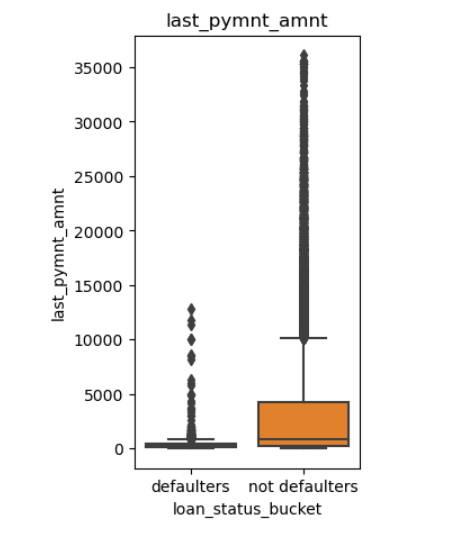 last_pymnt_amnt
35000
30000
25000
20000
15000
10000
5000
0
last_pymnt_amnt
defaulters not defaulters
loan_status_bucket